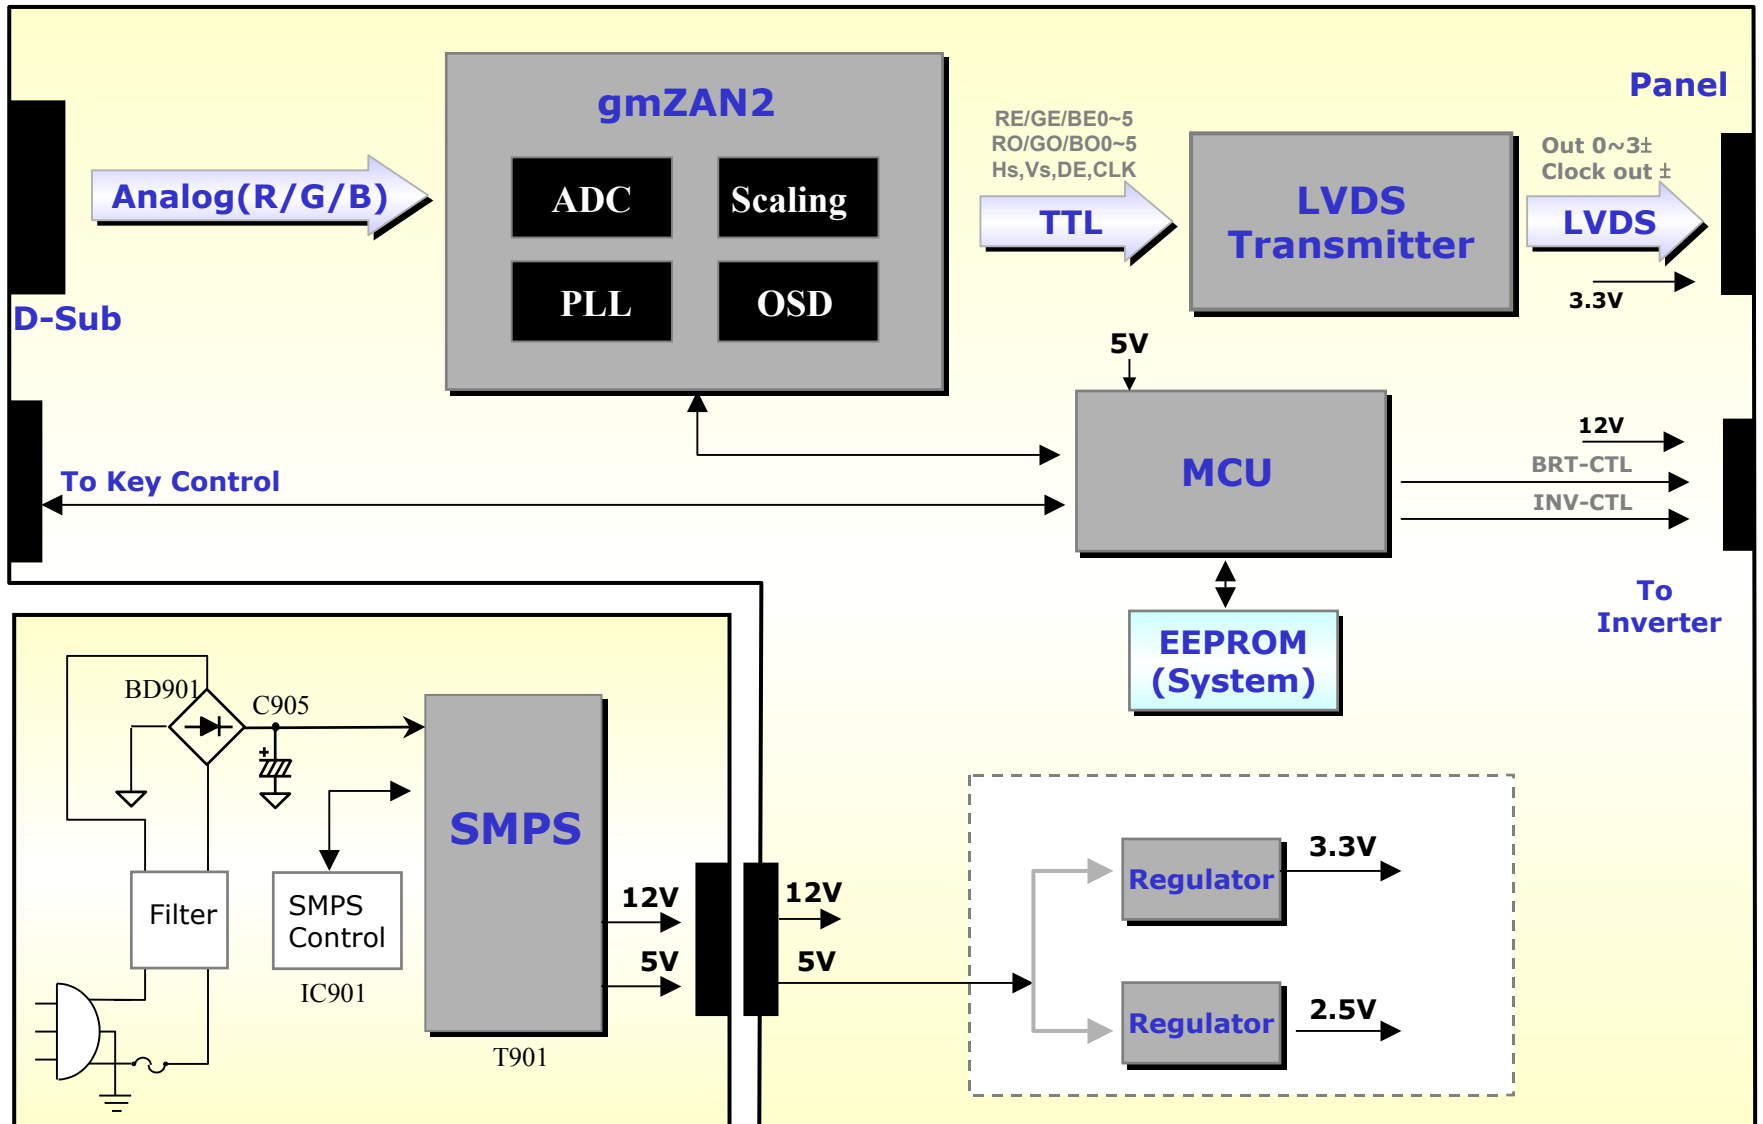 gmZAN2
ADC
Scaling
PLL
OSD
Analog(R/G/B)
D-Sub
RE/GE/BE0~5
RO/GO/BO0~5
Hs,Vs,DE,CLK
TTL
LVDS
Transmitter
Panel
Out 0~3±
Clock out ±
LVDS
3.3V
5V
MCU
12V
BRT-CTL
INV-CTL
To
Inverter
To Key Control
EEPROM
(System)
BD901
C905
+
SMPS
Filter
SMPS
Control
IC901
T901
12V
5V
12V
5V
Regulator
3.3V
Regulator
2.5V